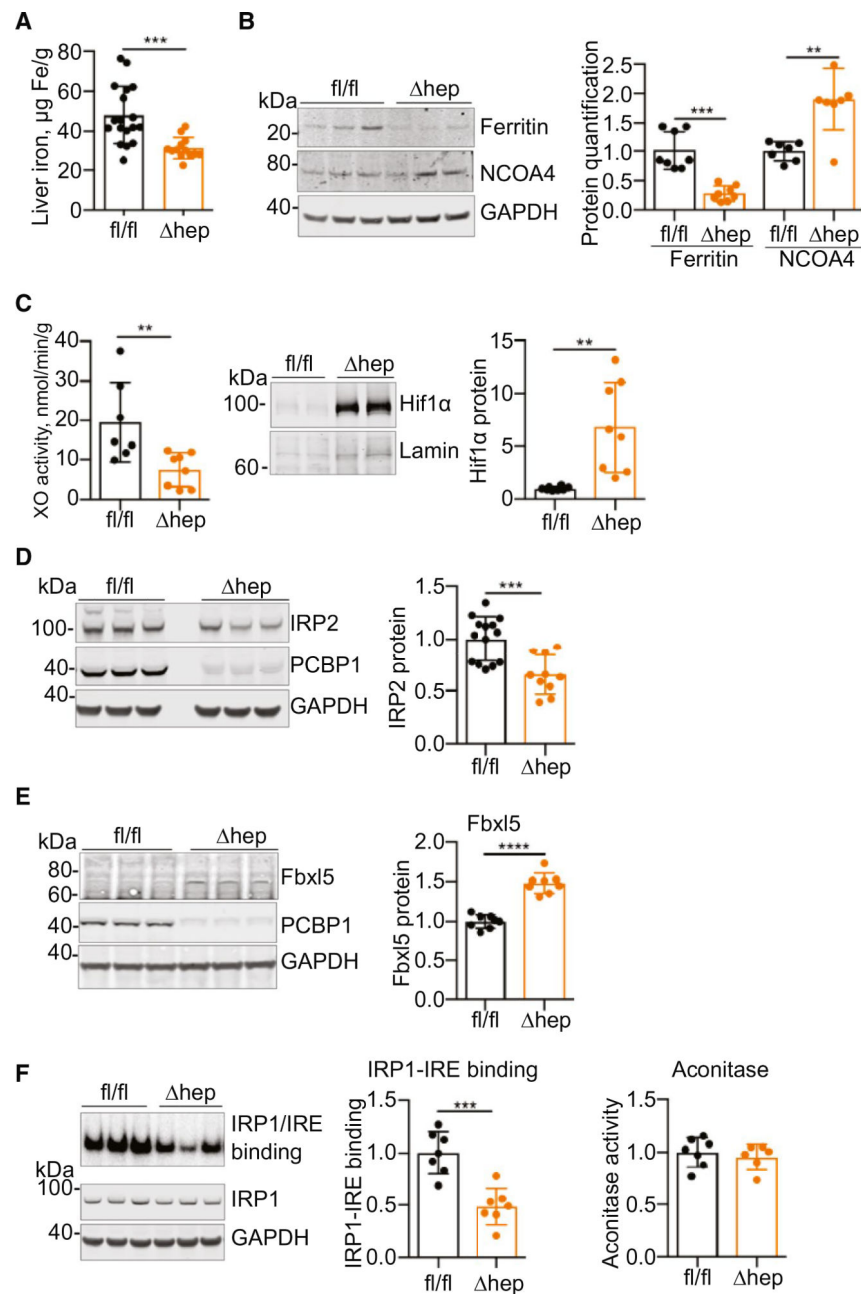 A
Liver iron, µg Fe/g
80
60
40
20
0
***
fl/fl
Δhep
B
kDa
fl/fl
Δhep
20
Ferritin
80
NCOA4
40
GAPDH
Protein quantification
2.5
2.0
1.5
1.0
0.5
0.0
***
**
fl/fl
Δhep
fl/fl
Δhep
Ferritin
NCOA4
C
XO activity, nmol/min/g
40
30
20
10
0
**
fl/fl
Δhep
kDa
fl/fl
Δhep
100
Hif1α
Lamin
60
Hif1α protein
15
10
5
0
**
fl/fl
Δhep
D
kDa
fl/fl
Δhep
100
IRP2
40
PCBP1
40
GAPDH
IRP2 protein
1.5
1.0
0.5
0.0
***
fl/fl
Δhep
E
kDa
fl/fl
Δhep
80
60
Fbxl5
40
PCBP1
40
GAPDH
Fbxl5
Fbxl5 protein
2.0
1.5
1.0
0.5
0.0
****
fl/fl
Δhep
F
fl/fl
Δhep
IRP1/IRE
binding
kDa
100
IRP1
40
GAPDH
IRP1-IRE binding
IRP1-IRE binding
1.5
1.0
0.5
0.0
***
fl/fl
Δhep
Aconitase
Aconitase activity
1.5
1.0
0.5
0.0
fl/fl
Δhep